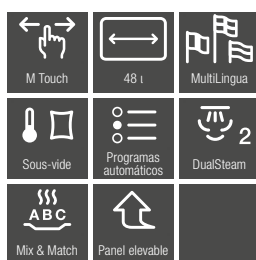 M Touch
48 ι
MultiLingua
Sous-vide
Programas
automáticos
2
DualSteam
ABC
Mix & Match
Panel elevable